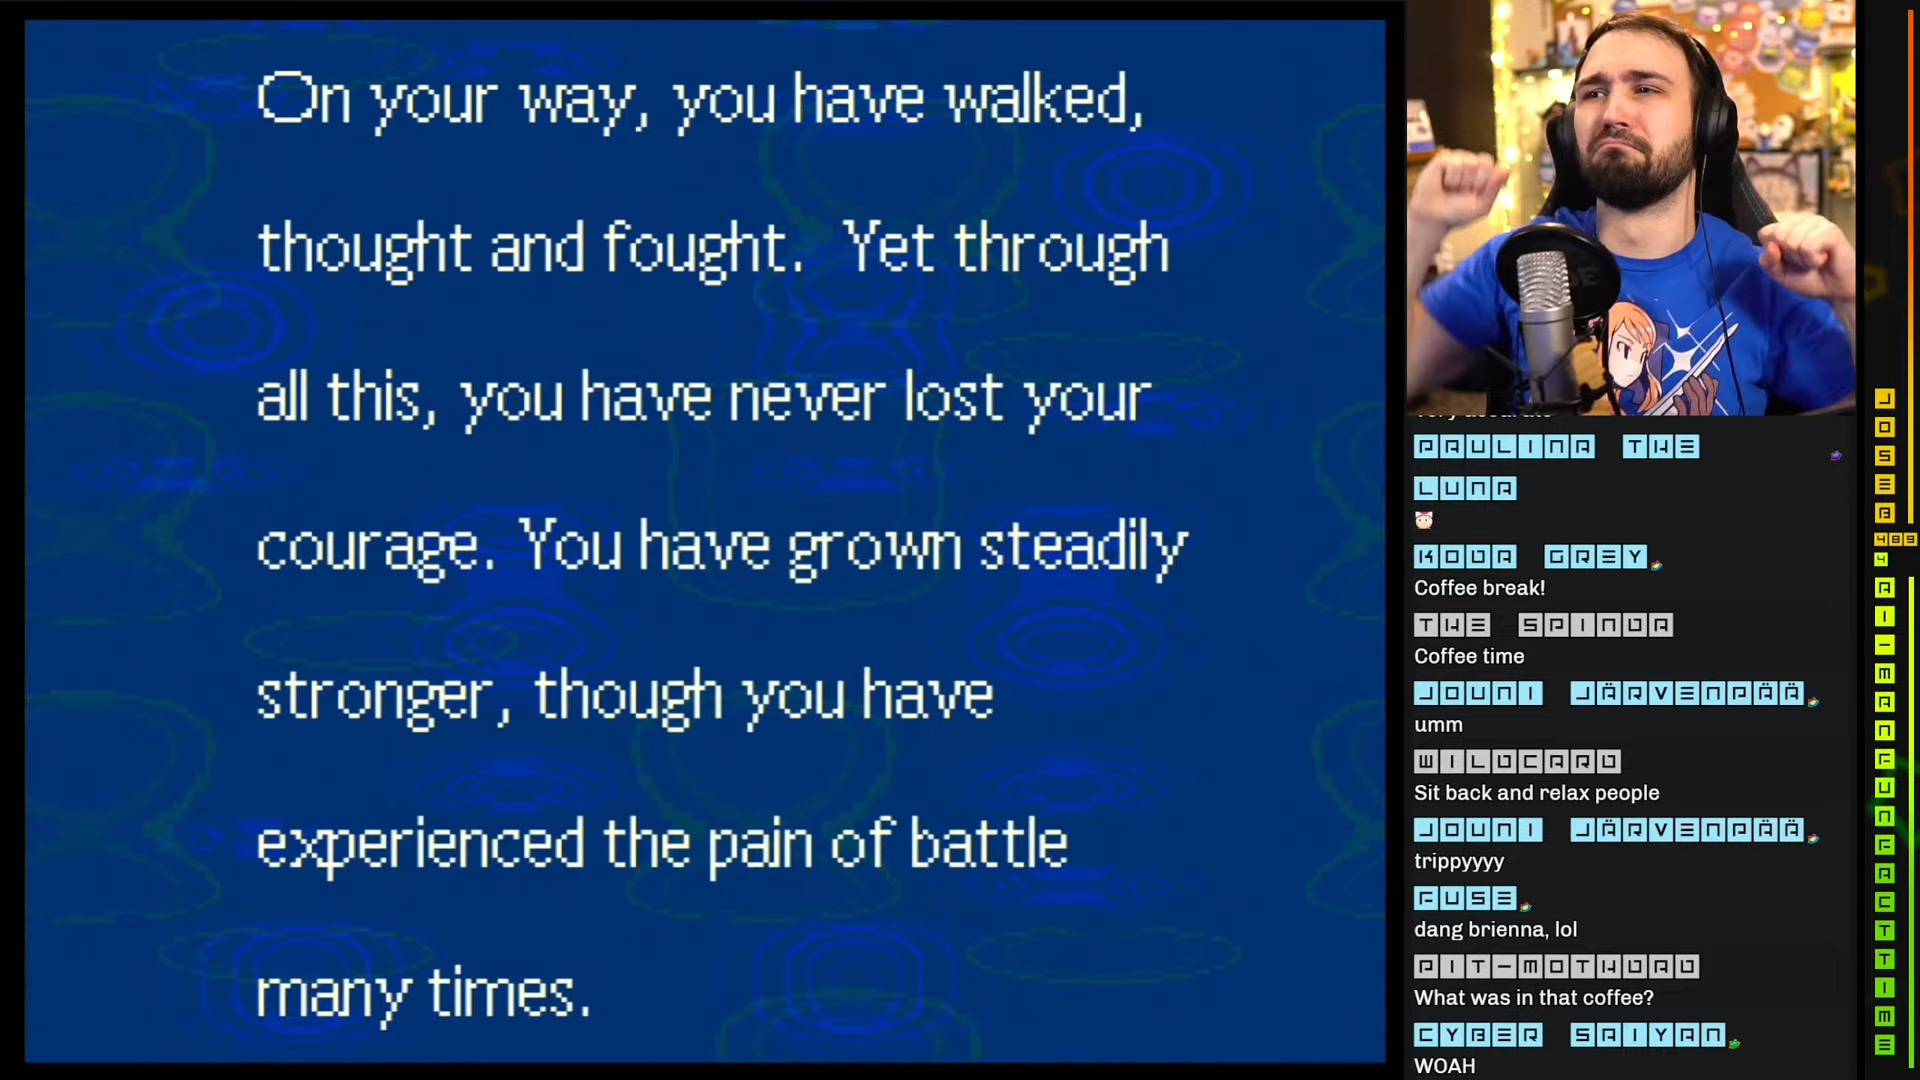 On your way, you have walked,
thought and fought.  Yet through
all this, you have never lost your
courage.  You have grown steadily
stronger, though you have
experienced the pain of battle
many times.
PAULINA THE
LUNA
KODA GREY
Coffee break!
THE SPINDA
Coffee time
JOUNI JÄRVENPÄÄ
umm
WILDCARD
Sit back and relax people
JOUNI JÄRVENPÄÄ
trippyyyy
FUSE
dang brienna, lol
PIT-MOTHDAD
What was in that coffee?
CYBER SAIYAN
WOAH